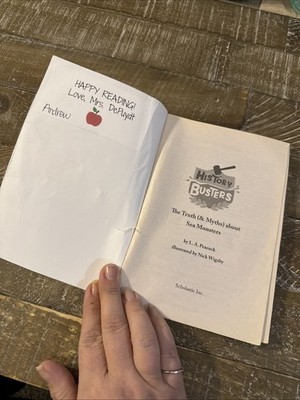 HAPPY READING!
Love, Mrs. DePuydt
Andrew
HISTORY
BUSTERS
The Truth (& Myths) about
Sea Monsters
by L. A. Peacock
illustrated by Nick Wigsby
Scholastic Inc.